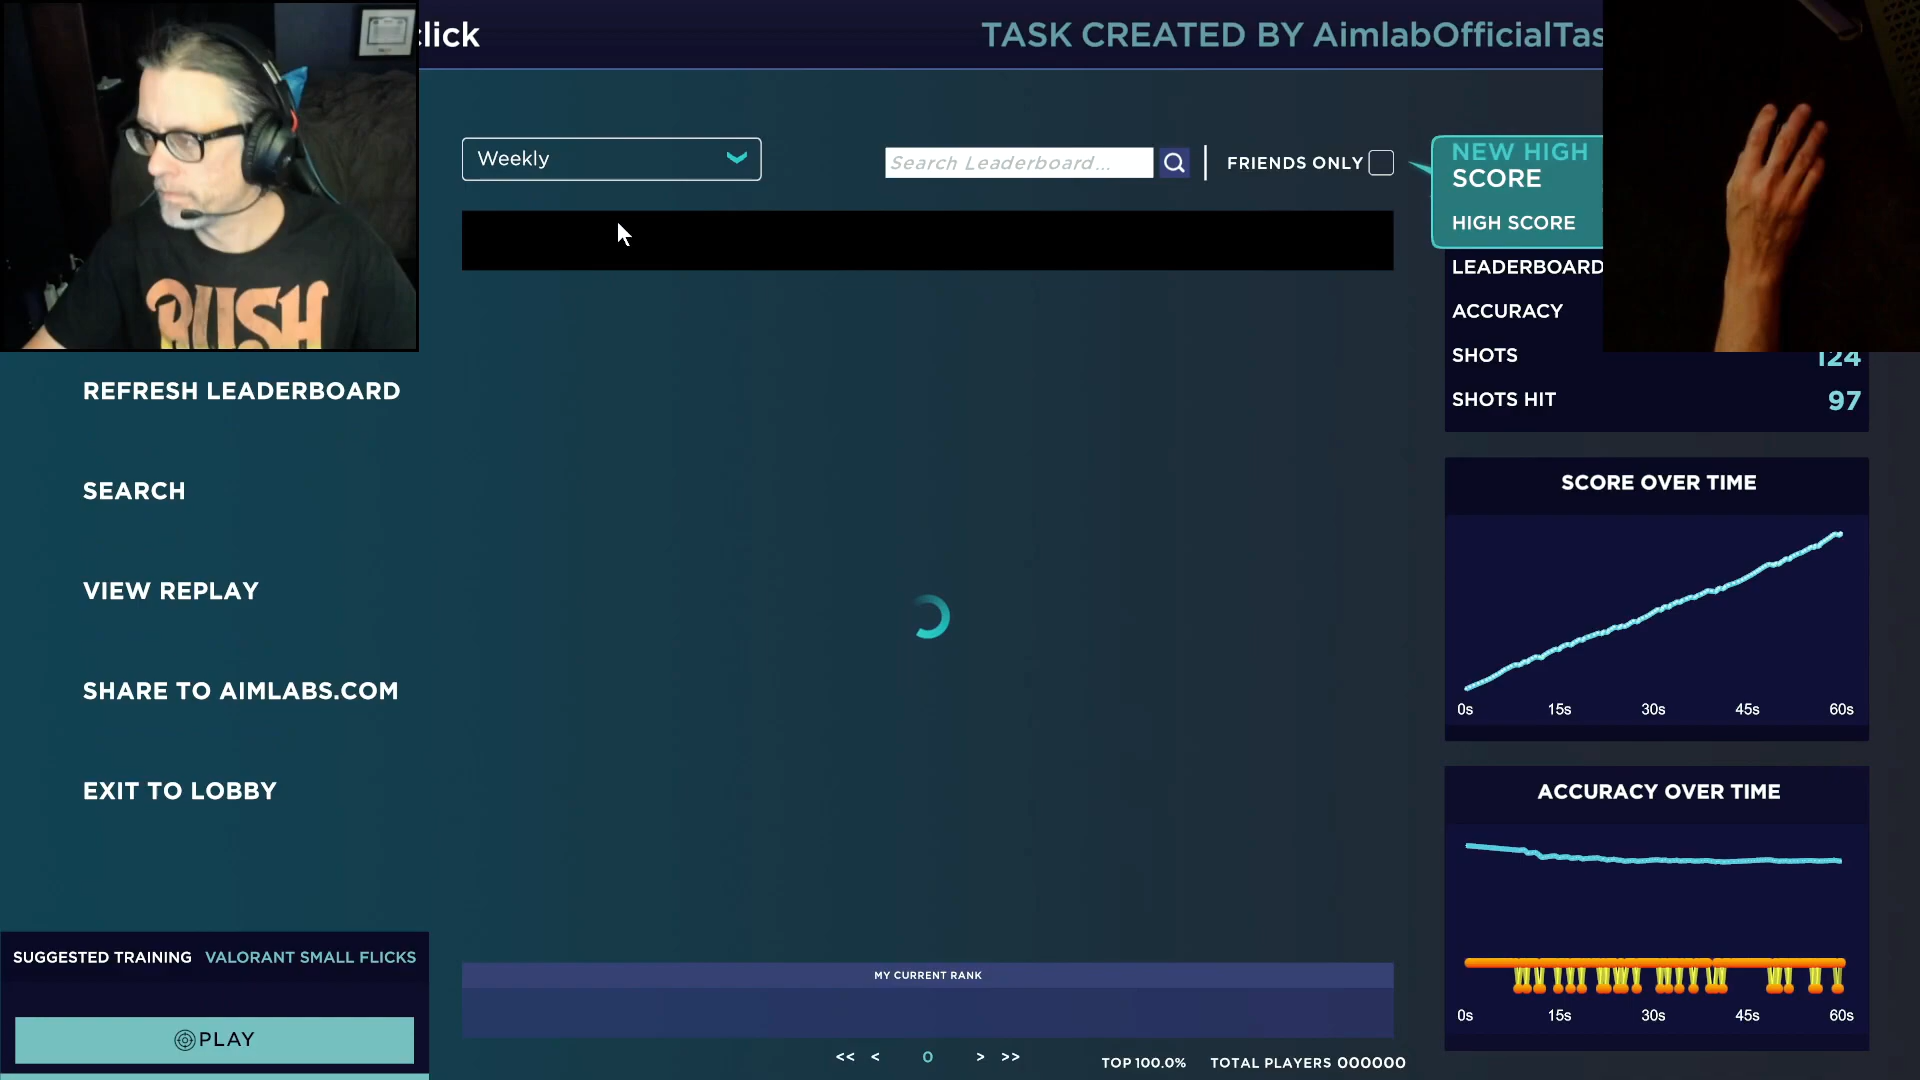 click
TASK CREATED BY AimlabOfficialTas
RUSH
Weekly
Search Leaderboard...
FRIENDS ONLY
NEW HIGH
SCORE
HIGH SCORE
LEADERBOARD
ACCURACY
SHOTS 124
SHOTS HIT 97
REFRESH LEADERBOARD
SEARCH
VIEW REPLAY
SHARE TO AIMLABS.COM
EXIT TO LOBBY
SCORE OVER TIME
0s 15s 30s 45s 60s
ACCURACY OVER TIME
0s 15s 30s 45s 60s
SUGGESTED TRAINING VALORANT SMALL FLICKS
PLAY
MY CURRENT RANK
<< < 0 > >>
TOP 100.0% TOTAL PLAYERS 000000